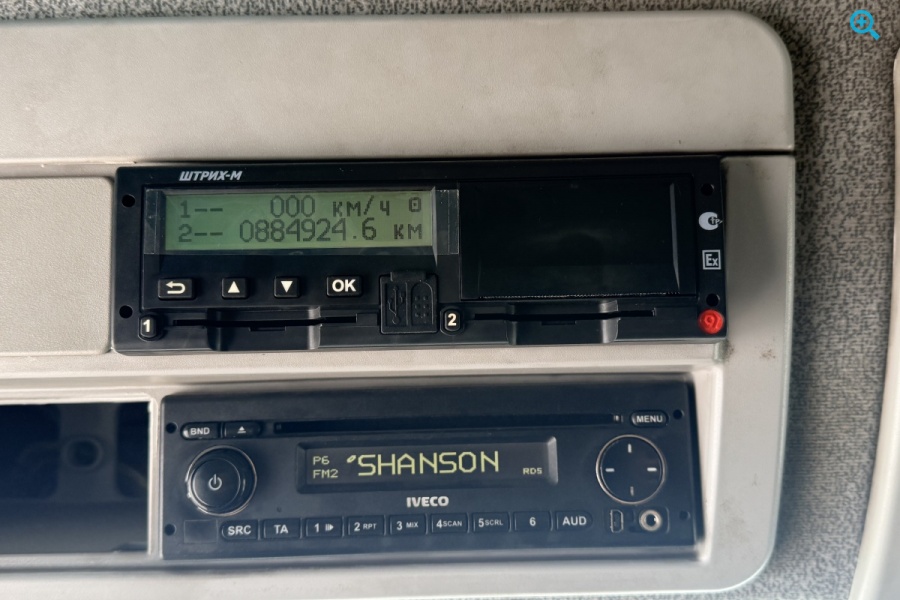 ШТРИХ-М
1-- 000 км/ч
2-- 0884924.6 км
OK
Ex
1
2
BND
MENU
P6
FM2
SHANSON
RDS
IVECO
SRC TA 1 2 RPT 3 MIX 4 SCAN 5 SCRL 6 AUD